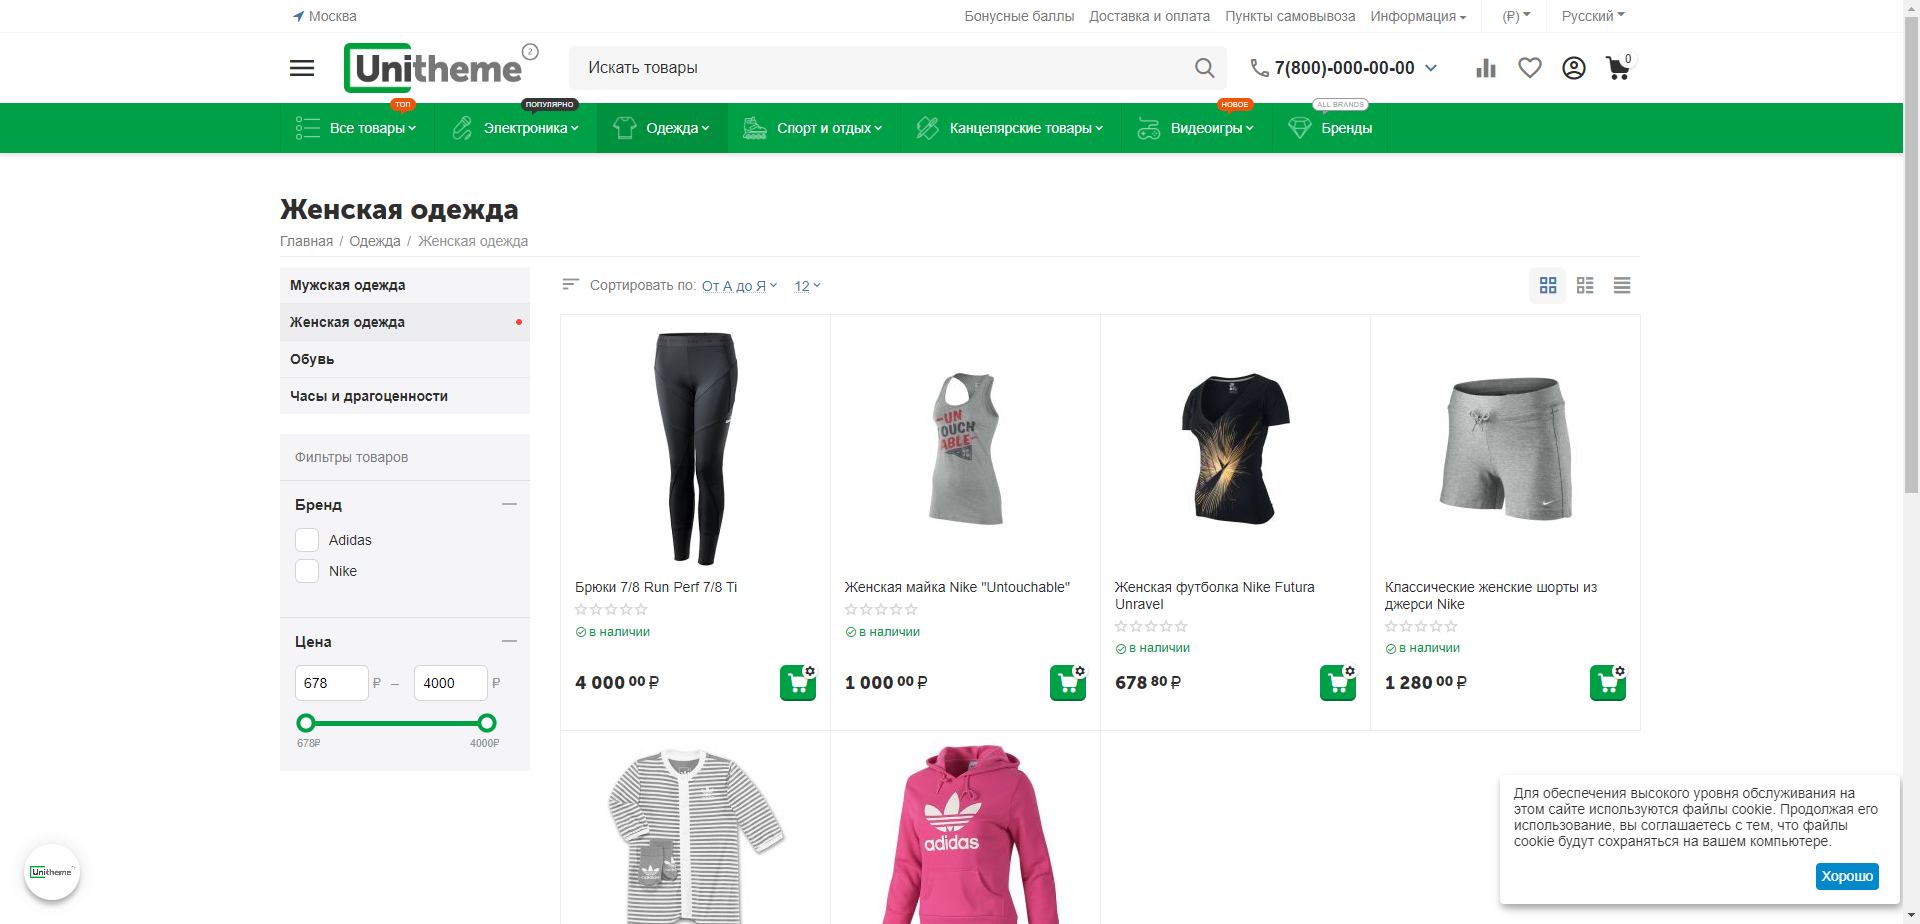 Москва
Бонусные баллы
Доставка и оплата
Пункты самовывоза
Информация
(₽)
Русский
Unitheme 2
Искать товары
7(800)-000-00-00
0
ТОП
ПОПУЛЯРНО
НОВОЕ
ALL BRANDS
Все товары
Электроника
Одежда
Спорт и отдых
Канцелярские товары
Видеоигры
Бренды
Женская одежда
Главная / Одежда / Женская одежда
Мужская одежда
Женская одежда
Обувь
Часы и драгоценности
Фильтры товаров
Бренд
Adidas
Nike
Цена
678 ₽ – 4000 ₽
678₽
4000₽
Сортировать по: От А до Я
12
UN
TOUCH
ABLE
Брюки 7/8 Run Perf 7/8 Ti
в наличии
4 000 00 ₽
Женская майка Nike "Untouchable"
в наличии
1 000 00 ₽
Женская футболка Nike Futura
Unravel
в наличии
678 80 ₽
Классические женские шорты из
джерси Nike
в наличии
1 280 00 ₽
adidas
Для обеспечения высокого уровня обслуживания на
этом сайте используются файлы cookie. Продолжая его
использование, вы соглашаетесь с тем, что файлы
cookie будут сохраняться на вашем компьютере.
Хорошо
Unitheme